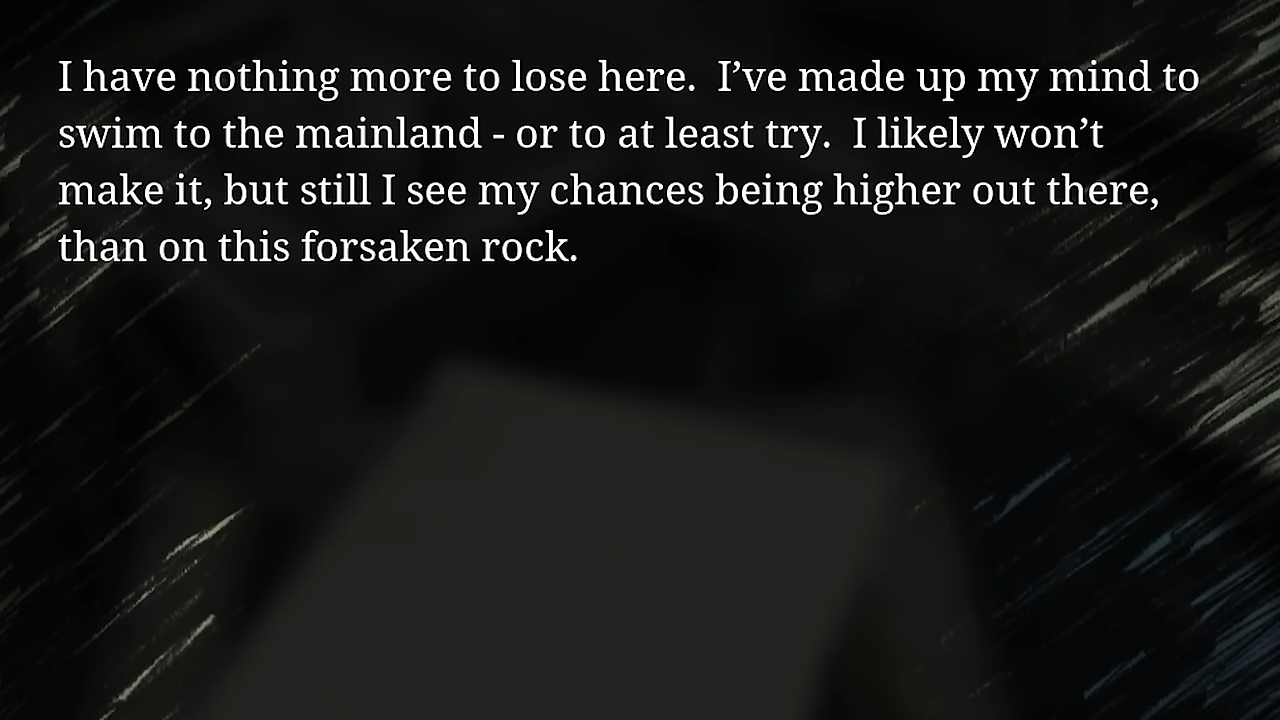 I have nothing more to lose here.  I’ve made up my mind to
swim to the mainland - or to at least try.  I likely won’t
make it, but still I see my chances being higher out there,
than on this forsaken rock.